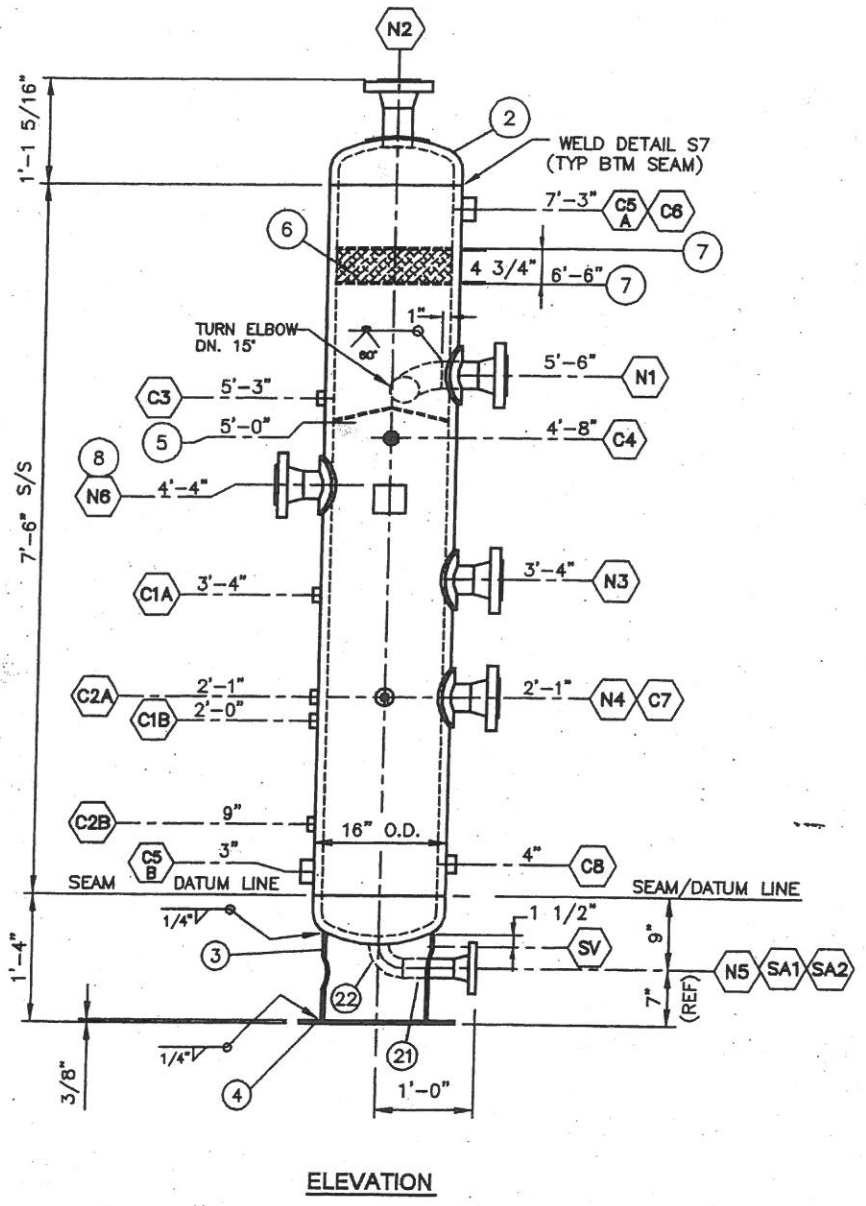 N2
1'-1 5/16"
2
WELD DETAIL S7
(TYP BTM SEAM)
7'-3"
C5
A
C6
6
7
4 3/4"
6'-6"
7
1"
TURN ELBOW
DN. 15°
60°
5'-6"
N1
C3
5'-3"
5
5'-0"
4'-8"
C4
8
N6
4'-4"
7'-6" S/S
C1A
3'-4"
3'-4"
N3
C2A
2'-1"
2'-1"
N4
C7
C1B
2'-0"
C2B
9"
16" O.D.
C5
B
3"
4"
C8
SEAM
DATUM LINE
SEAM/DATUM LINE
1 1/2"
1/4"
3
SV
9"
1'-4"
N5
SA1
SA2
22
7"
(REF)
21
1/4"
3/8"
4
1'-0"
ELEVATION